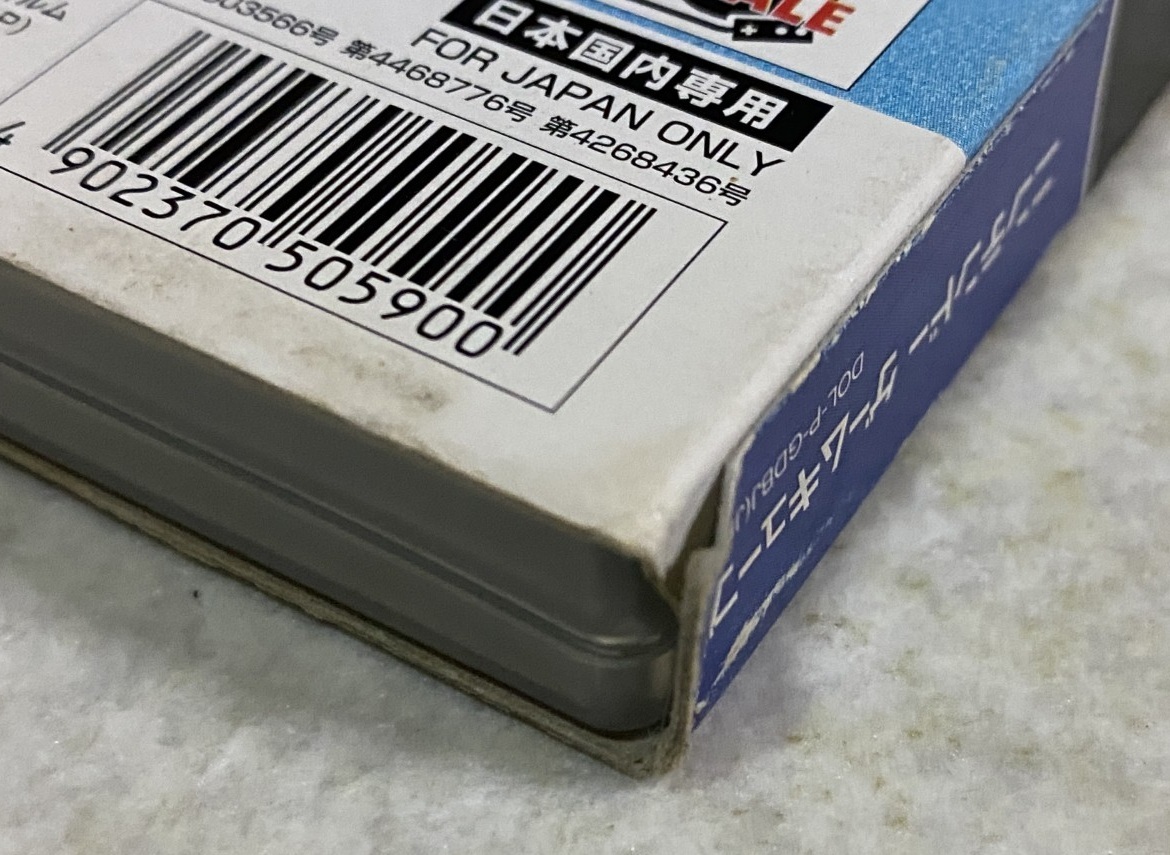 ルム
P)
ALE
日本国内専用
FOR JAPAN ONLY
003566号 第4468776号 第4268436号
4 902370 505900
ニンテンドー ゲームキューブ
DOL-P-GDBJ(J